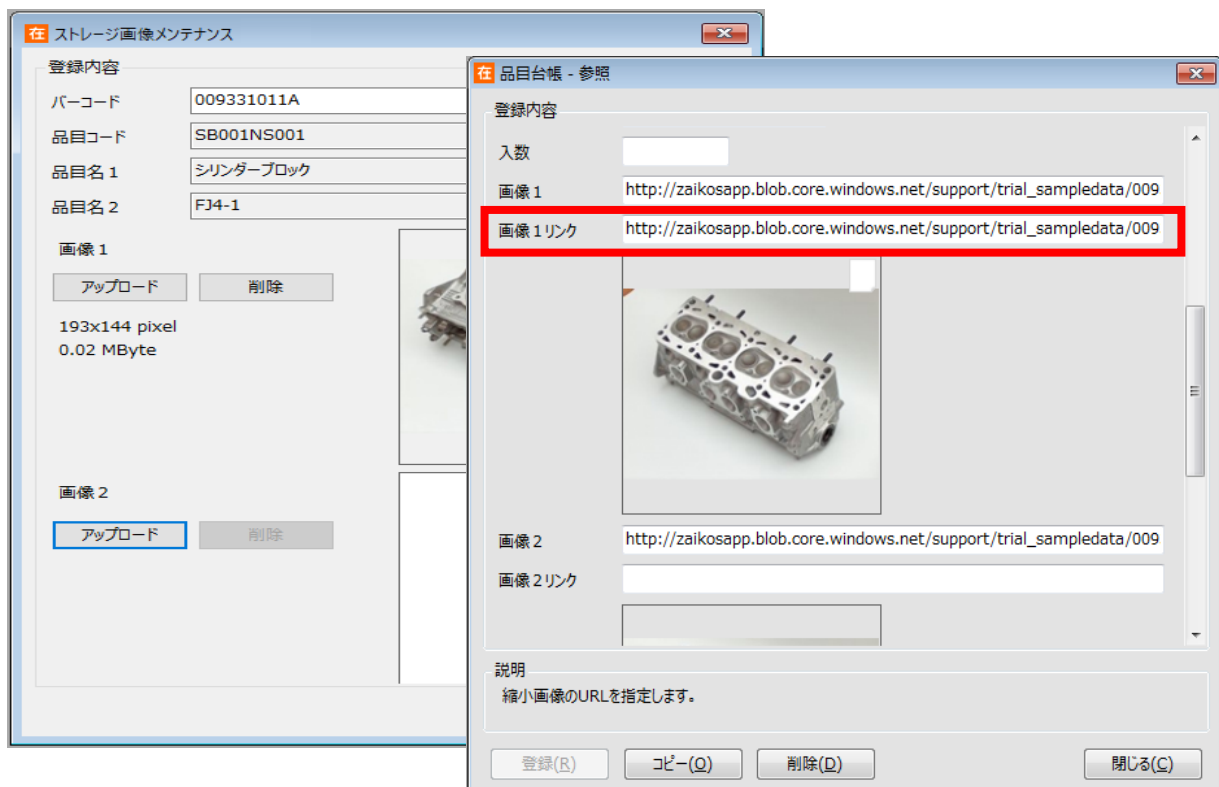 在 ストレージ画像メンテナンス
登録内容
バーコード 009331011A
品目コード SB001NS001
品目名1 シリンダーブロック
品目名2 FJ4-1
画像1
アップロード 削除
193x144 pixel
0.02 MByte
画像2
アップロード 削除
在 品目台帳 - 参照
登録内容
入数
画像1 http://zaikosapp.blob.core.windows.net/support/trial_sampledata/009
画像1リンク http://zaikosapp.blob.core.windows.net/support/trial_sampledata/009
画像2 http://zaikosapp.blob.core.windows.net/support/trial_sampledata/009
画像2リンク
説明
縮小画像のURLを指定します。
登録(R) コピー(O) 削除(D) 閉じる(C)